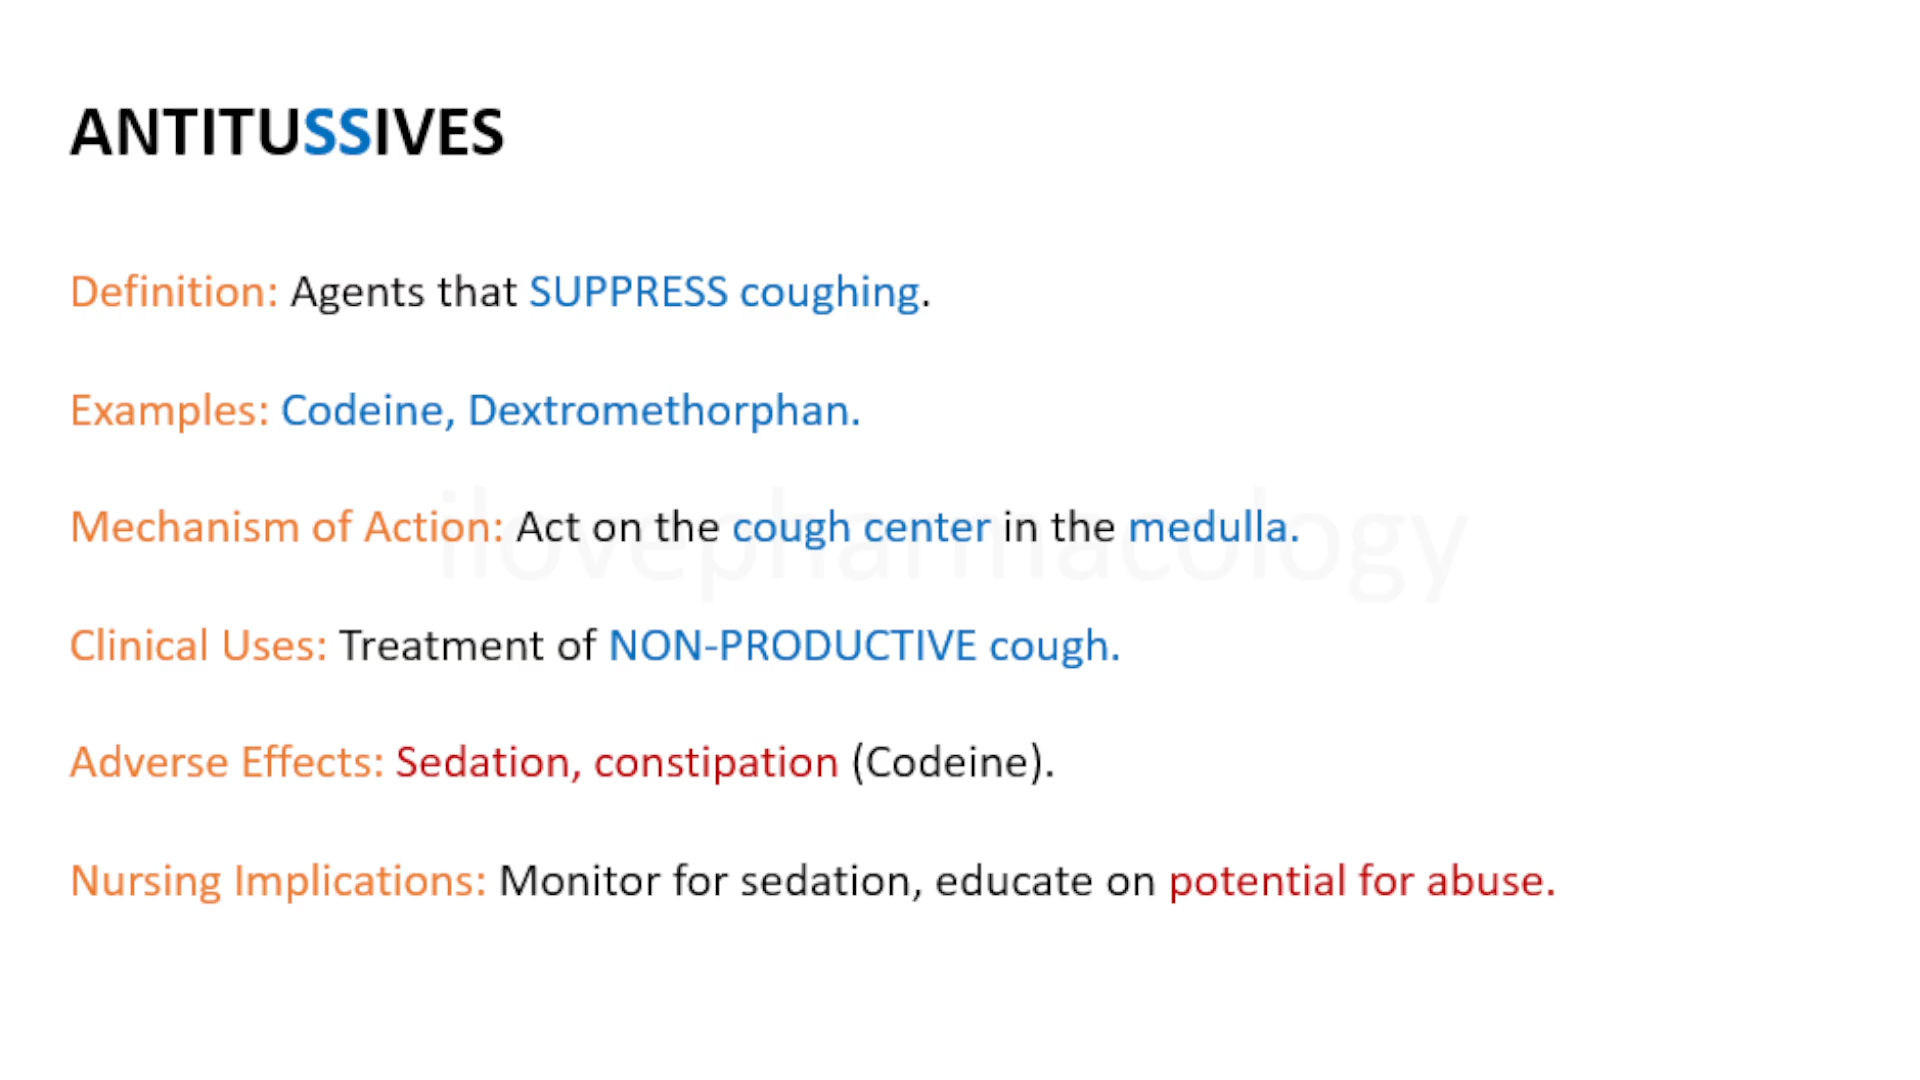 ANTITUSSIVES
Definition: Agents that SUPPRESS coughing.
Examples: Codeine, Dextromethorphan.
Mechanism of Action: Act on the cough center in the medulla.
ilovepharmacology
Clinical Uses: Treatment of NON-PRODUCTIVE cough.
Adverse Effects: Sedation, constipation (Codeine).
Nursing Implications: Monitor for sedation, educate on potential for abuse.